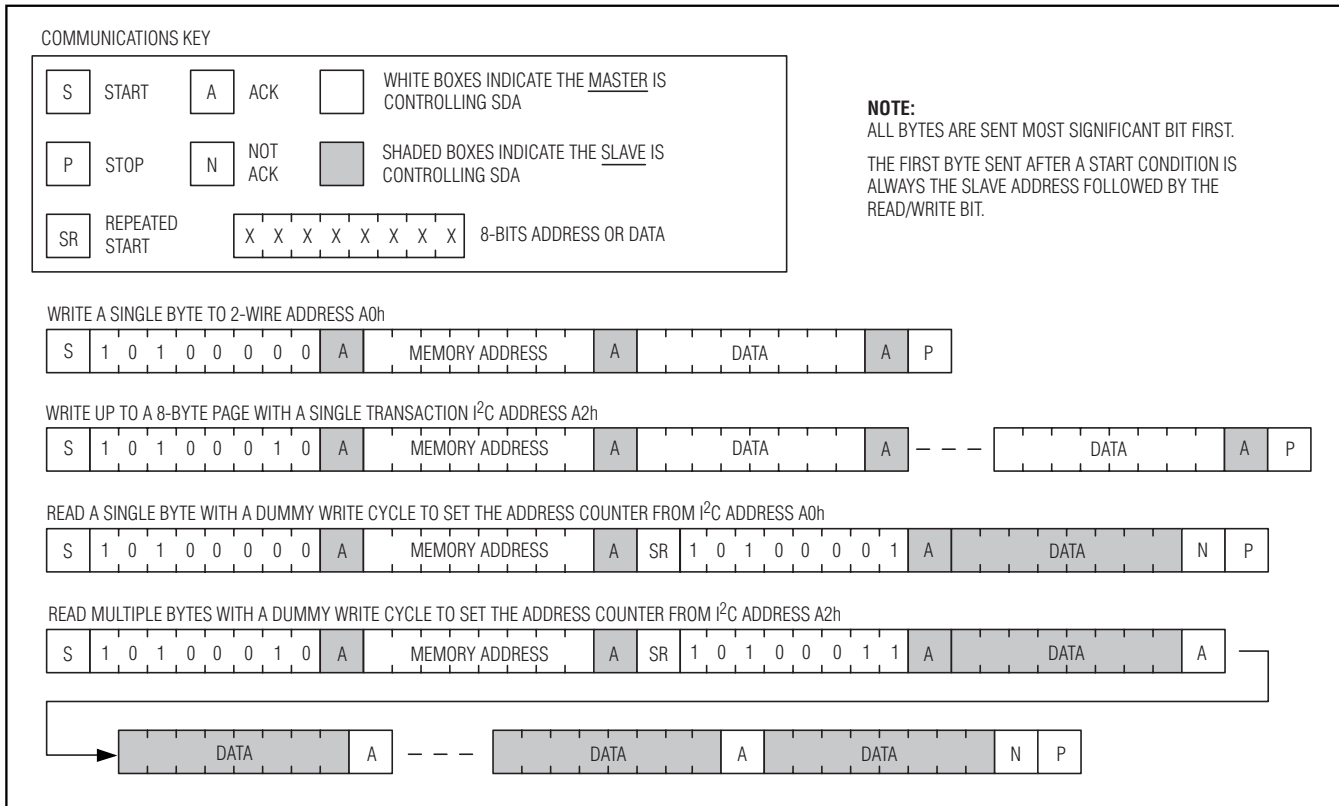 COMMUNICATIONS KEY
S START A ACK WHITE BOXES INDICATE THE MASTER IS
CONTROLLING SDA
P STOP N NOT
ACK SHADED BOXES INDICATE THE SLAVE IS
CONTROLLING SDA
SR REPEATED
START X X X X X X X X 8-BITS ADDRESS OR DATA
NOTE:
ALL BYTES ARE SENT MOST SIGNIFICANT BIT FIRST.
THE FIRST BYTE SENT AFTER A START CONDITION IS
ALWAYS THE SLAVE ADDRESS FOLLOWED BY THE
READ/WRITE BIT.
WRITE A SINGLE BYTE TO 2-WIRE ADDRESS A0h
S 1 0 1 0 0 0 0 0 A MEMORY ADDRESS A DATA A P
WRITE UP TO A 8-BYTE PAGE WITH A SINGLE TRANSACTION I2C ADDRESS A2h
S 1 0 1 0 0 0 1 0 A MEMORY ADDRESS A DATA A DATA A P
READ A SINGLE BYTE WITH A DUMMY WRITE CYCLE TO SET THE ADDRESS COUNTER FROM I2C ADDRESS A0h
S 1 0 1 0 0 0 0 0 A MEMORY ADDRESS A SR 1 0 1 0 0 0 0 1 A DATA N P
READ MULTIPLE BYTES WITH A DUMMY WRITE CYCLE TO SET THE ADDRESS COUNTER FROM I2C ADDRESS A2h
S 1 0 1 0 0 0 1 0 A MEMORY ADDRESS A SR 1 0 1 0 0 0 1 1 A DATA A
DATA A DATA A DATA N P